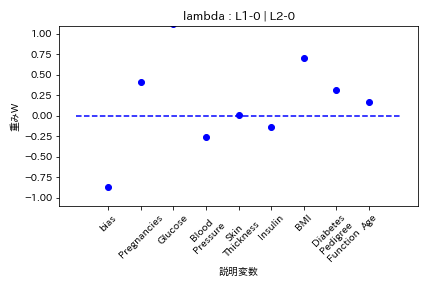 lambda : L1-0 | L2-0
1.00
0.75
0.50
0.25
0.00
−0.25
−0.50
−0.75
−1.00
重みW
bias
Pregnancies
Glucose
Blood
Pressure
Skin
Thickness
Insulin
BMI
Diabetes
Pedigree
Function
Age
説明変数